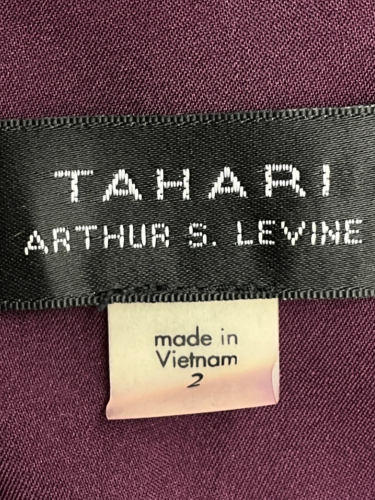 TAHARI
ARTHUR S. LEVINE
made in
Vietnam
2